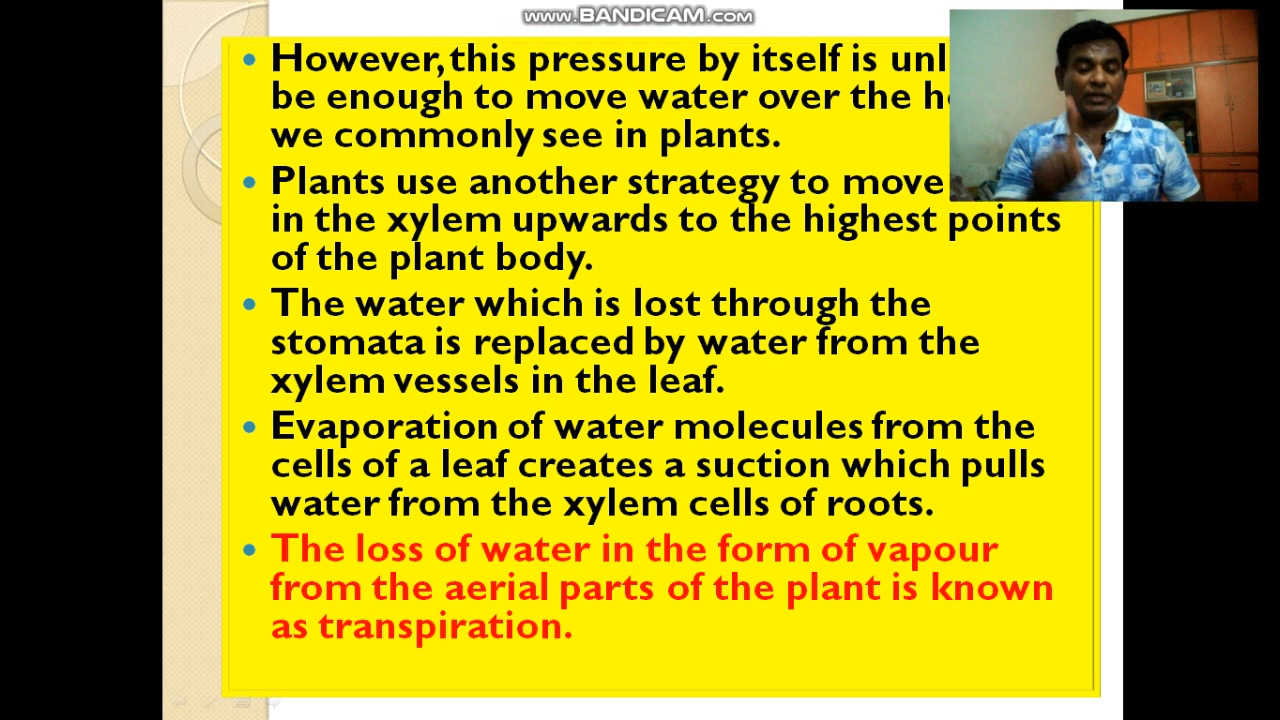 www.BANDICAM.com
However, this pressure by itself is
be enough to move water over the
we commonly see in plants.
Plants use another strategy to move
in the xylem upwards to the highest points
of the plant body.
The water which is lost through the
stomata is replaced by water from the
xylem vessels in the leaf.
Evaporation of water molecules from the
cells of a leaf creates a suction which pulls
water from the xylem cells of roots.
The loss of water in the form of vapour
from the aerial parts of the plant is known
as transpiration.